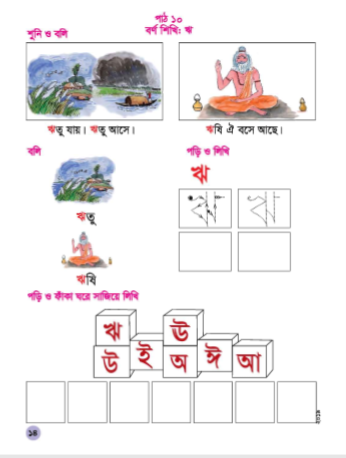 পাঠ ১০
বর্ণ শিখি: ঋ
শুনি ও বলি
ঋতু যায়। ঋতু আসে।
ঋষি ঐ বসে আছে।
বলি
পড়ি ও লিখি
ঋ
ঋ ঋ
ঋতু
ঋষি
পড়ি ও ফাঁকা ঘরে সাজিয়ে লিখি
ঋ ঊ
উ ই অ ঈ আ
১৪